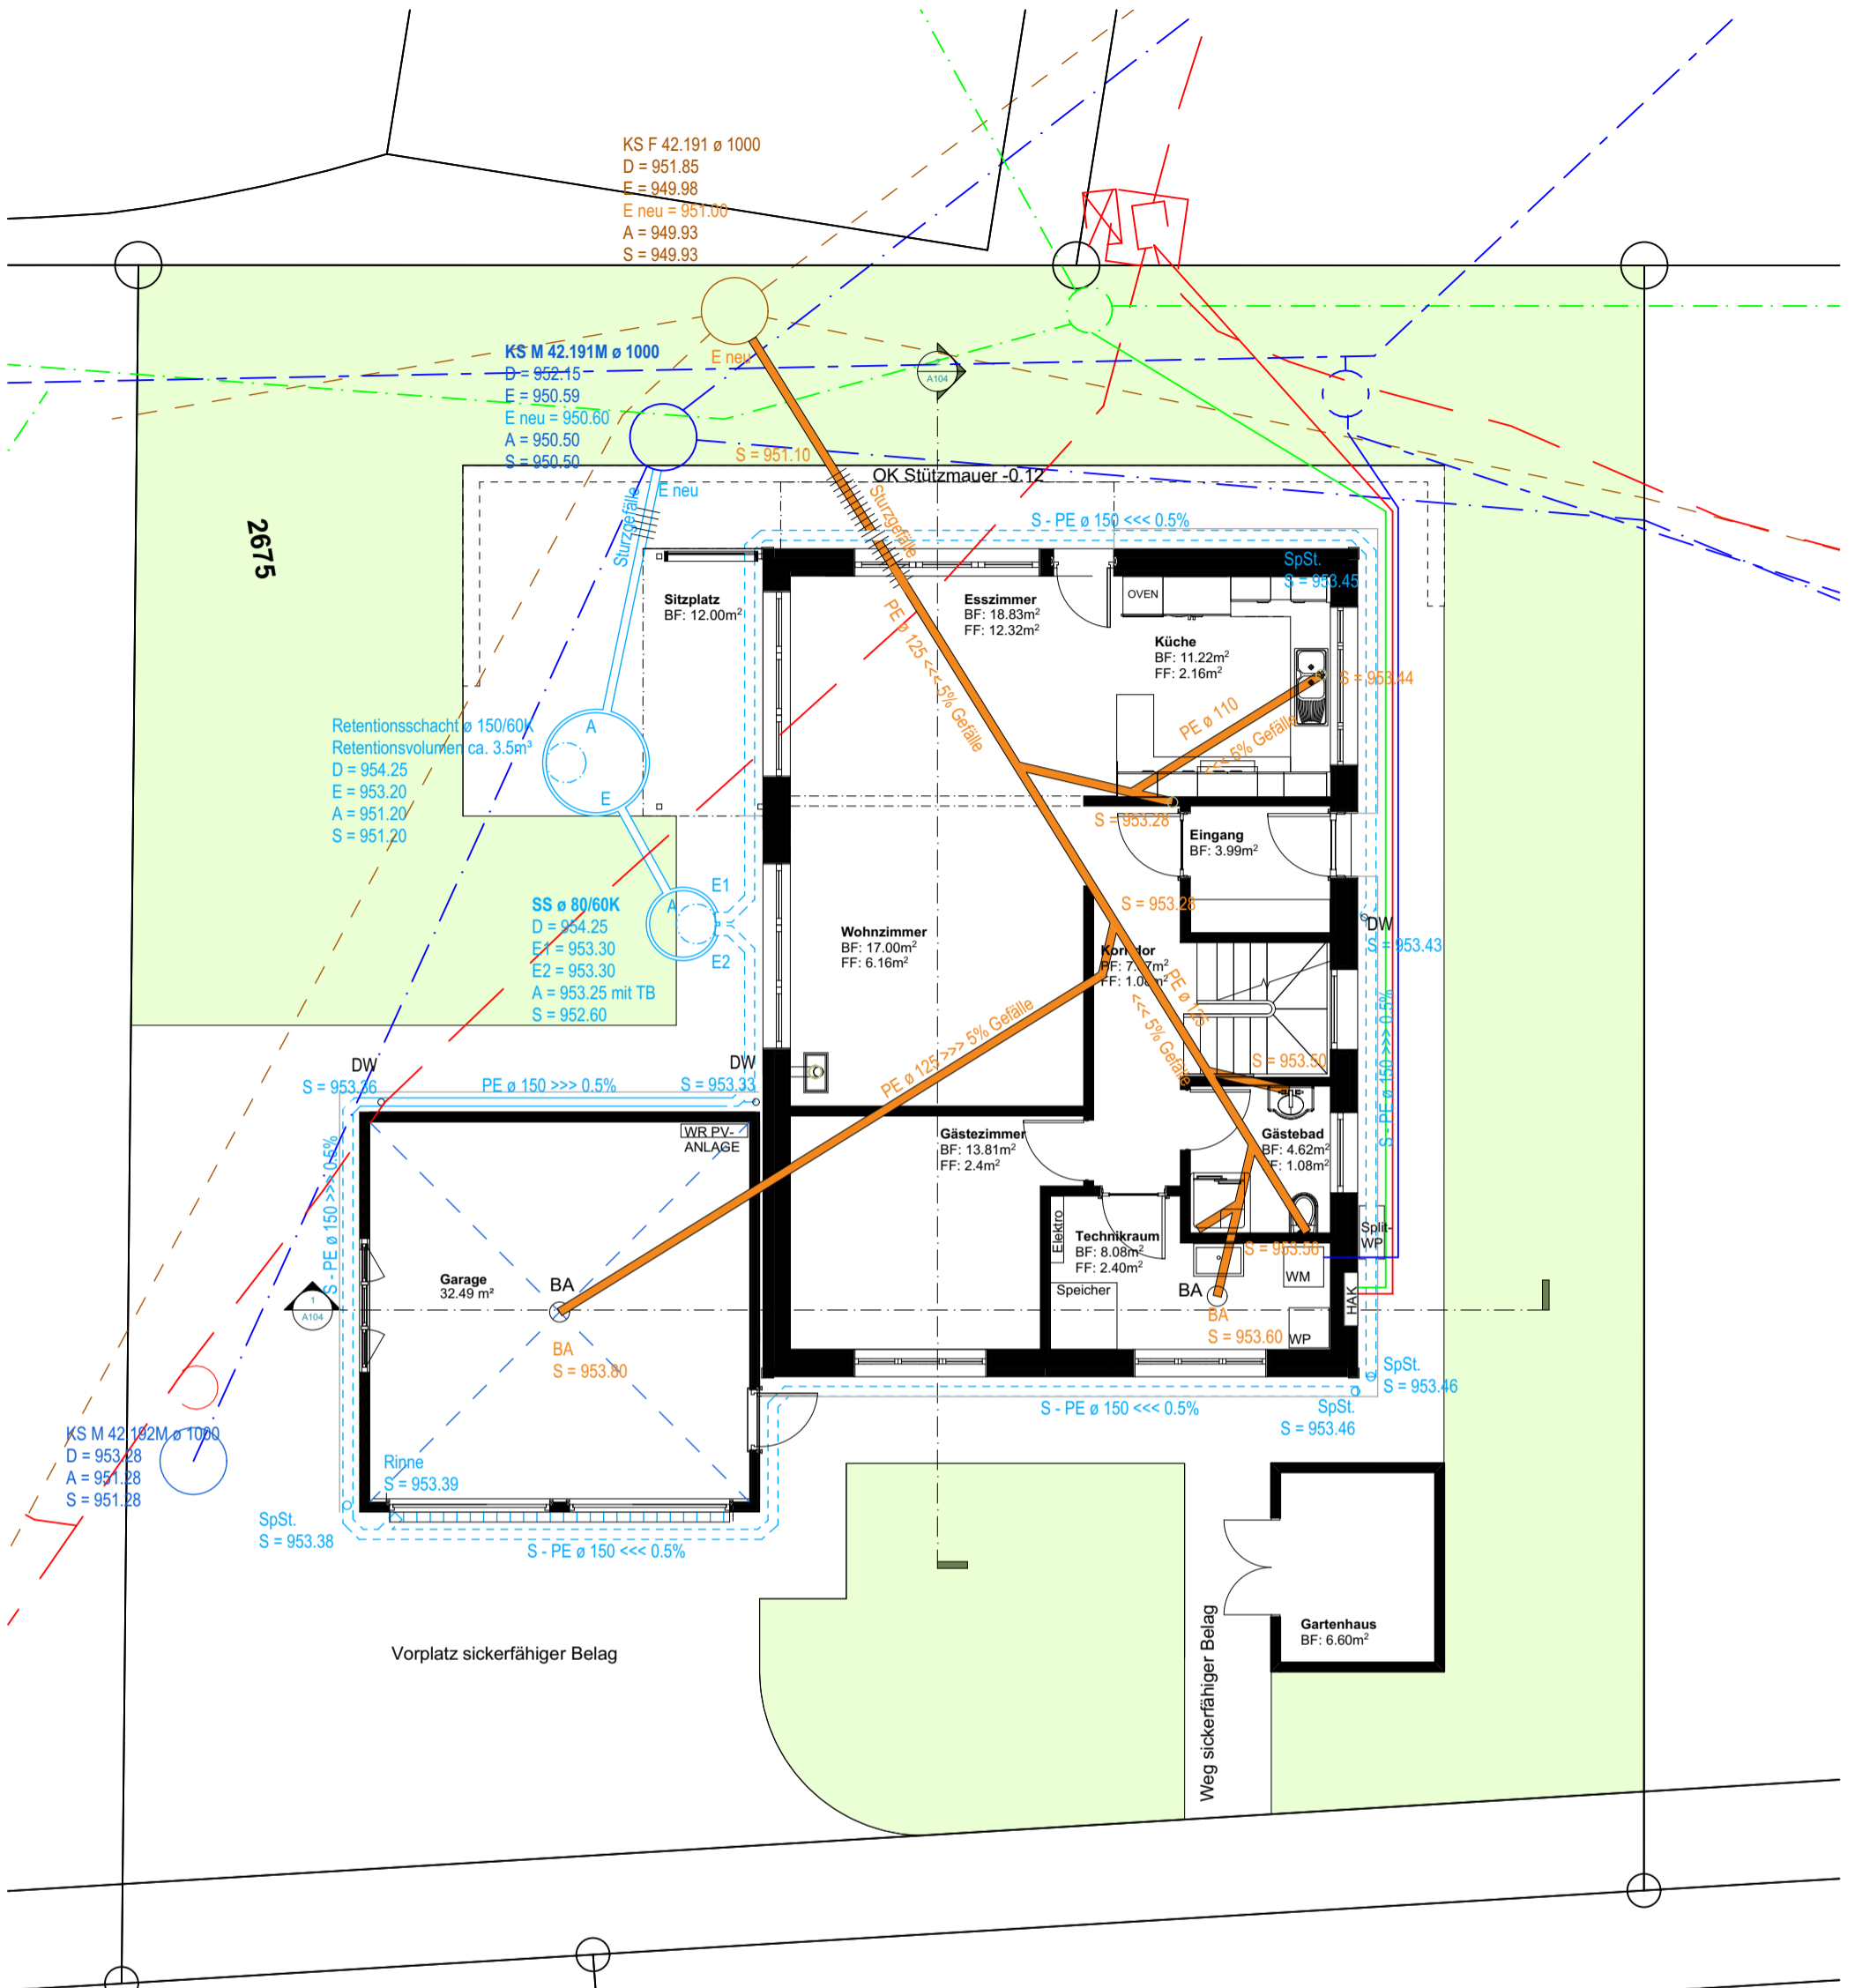 KS F 42.191 ø 1000
D = 951.85
E = 949.98
E neu = 951.00
A = 949.93
S = 949.93
E neu
KS M 42.191M ø 1000
D = 952.15
E = 950.59
E neu = 950.60
A = 950.50
S = 950.50
A104
S = 951.10
OK Stützmauer -0.12
E neu
Sturzgefälle
Sturzgefälle
S - PE ø 150 <<< 0.5%
2675
SpSt.
S = 953.45
Sitzplatz
BF: 12.00m²
Esszimmer
BF: 18.83m²
FF: 12.32m²
OVEN
Küche
BF: 11.22m²
FF: 2.16m²
S = 953.44
PE ø 125 <<< 5% Gefälle
PE ø 110
<<< 5% Gefälle
Retentionsschacht ø 150/60K
Retentionsvolumen ca. 3.5m³
D = 954.25
E = 953.20
A = 951.20
S = 951.20
A
E
S = 953.28
Eingang
BF: 3.99m²
SS ø 80/60K
D = 954.25
E1 = 953.30
E2 = 953.30
A = 953.25 mit TB
S = 952.60
E1
A
E2
S = 953.28
DW
S = 953.43
Wohnzimmer
BF: 17.00m²
FF: 6.16m²
Korridor
PE ø 125
<<< 5% Gefälle
PE ø 125 >>> 5% Gefälle
S - PE ø 150 >>> 0.5%
S = 953.50
DW
S = 953.36
PE ø 150 >>> 0.5%
DW
S = 953.33
WR PV-
ANLAGE
Gästezimmer
BF: 13.81m²
FF: 2.4m²
Gästebad
BF: 4.62m²
FF: 1.08m²
S - PE ø 150 >>> 0.5%
Elektro
Technikraum
BF: 8.08m²
FF: 2.40m²
S = 953.56
Split-
WP
WM
Speicher
BA
HAK
BA
S = 953.60
WP
Garage
32.49 m²
BA
BA
S = 953.80
1
A104
SpSt.
S = 953.46
S - PE ø 150 <<< 0.5%
SpSt.
S = 953.46
KS M 42.192M ø 1000
D = 953.28
A = 951.28
S = 951.28
Rinne
S = 953.39
SpSt.
S = 953.38
S - PE ø 150 <<< 0.5%
Vorplatz sickerfähiger Belag
Weg sickerfähiger Belag
Gartenhaus
BF: 6.60m²